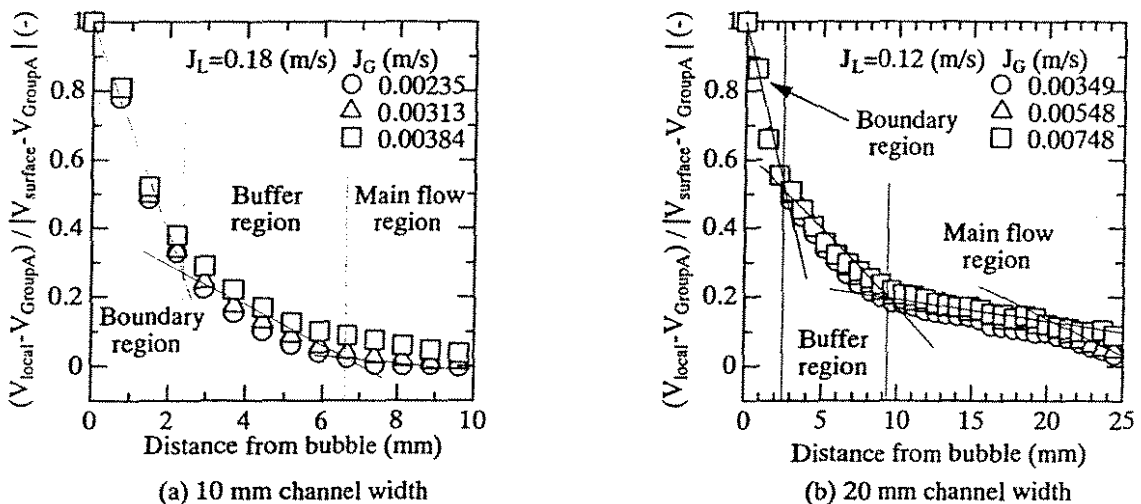 (V_local- V_GroupA) / |V_surface- V_GroupA | (-)
1
0.8
0.6
0.4
0.2
0
J_L=0.18 (m/s) J_G (m/s)
0.00235
0.00313
0.00384
Buffer
region
Main flow
region
Boundary
region
0 2 4 6 8 10
Distance from bubble (mm)
(a) 10 mm channel width
(V_local- V_GroupA) / |V_surface- V_GroupA | (-)
1
0.8
0.6
0.4
0.2
0
J_L=0.12 (m/s) J_G (m/s)
0.00349
0.00548
0.00748
Boundary
region
Main flow
region
Buffer
region
0 5 10 15 20 25
Distance from bubble (mm)
(b) 20 mm channel width